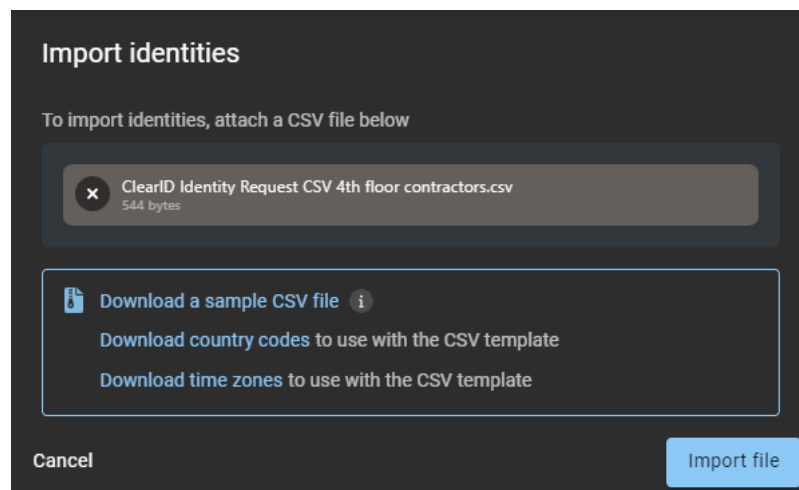 Import identities
To import identities, attach a CSV file below
ClearID Identity Request CSV 4th floor contractors.csv
544 bytes
Download a sample CSV file i
Download country codes to use with the CSV template
Download time zones to use with the CSV template
Cancel
Import file